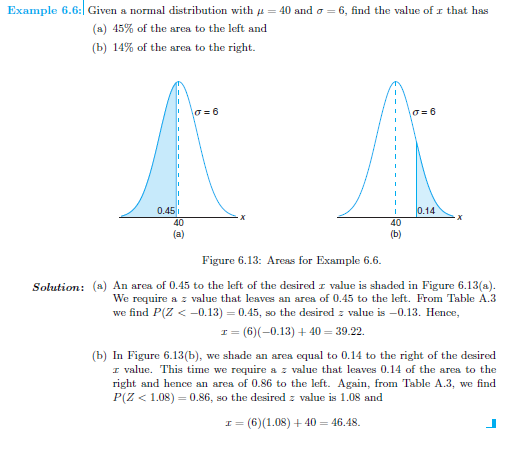 Example 6.6: Given a normal distribution with μ = 40 and σ = 6, find the value of x that has
(a) 45% of the area to the left and
(b) 14% of the area to the right.
σ = 6
σ = 6
0.45
0.14
x
x
40
40
(a)
(b)
Figure 6.13: Areas for Example 6.6.
Solution: (a) An area of 0.45 to the left of the desired x value is shaded in Figure 6.13(a).
We require a z value that leaves an area of 0.45 to the left. From Table A.3
we find P(Z < −0.13) = 0.45, so the desired z value is −0.13. Hence,
x = (6)(−0.13) + 40 = 39.22.
(b) In Figure 6.13(b), we shade an area equal to 0.14 to the right of the desired
x value. This time we require a z value that leaves 0.14 of the area to the
right and hence an area of 0.86 to the left. Again, from Table A.3, we find
P(Z < 1.08) = 0.86, so the desired z value is 1.08 and
x = (6)(1.08) + 40 = 46.48.